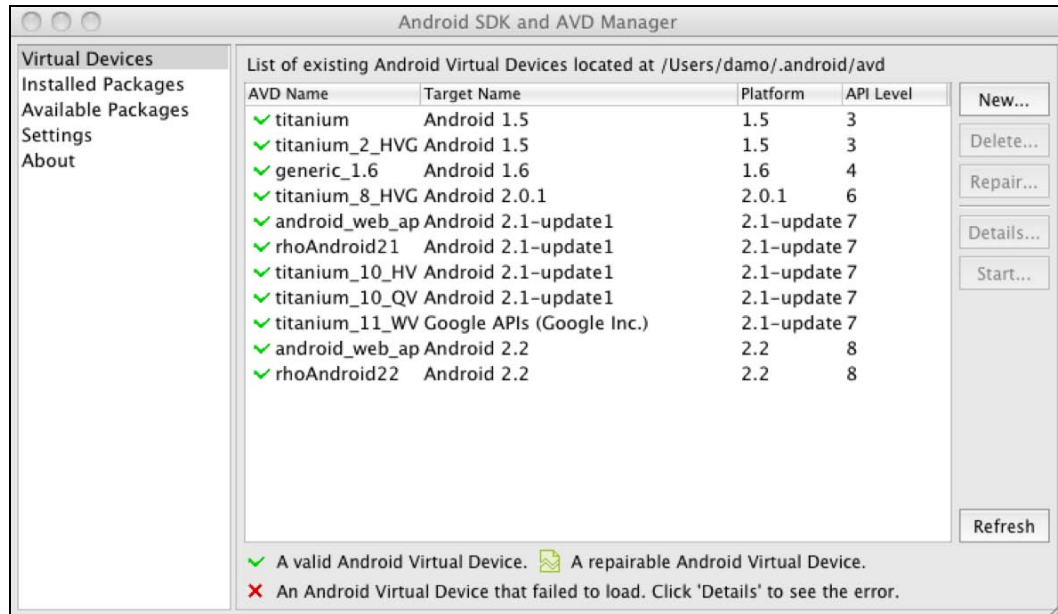 Android SDK and AVD Manager
Virtual Devices
Installed Packages
Available Packages
Settings
About
List of existing Android Virtual Devices located at /Users/damo/.android/avd
AVD Name Target Name Platform API Level
titanium Android 1.5 1.5 3
titanium_2_HVG Android 1.5 1.5 3
generic_1.6 Android 1.6 1.6 4
titanium_8_HVG Android 2.0.1 2.0.1 6
android_web_ap Android 2.1-update1 2.1-update 7
rhoAndroid21 Android 2.1-update1 2.1-update 7
titanium_10_HV Android 2.1-update1 2.1-update 7
titanium_10_QV Android 2.1-update1 2.1-update 7
titanium_11_WV Google APIs (Google Inc.) 2.1-update 7
android_web_ap Android 2.2 2.2 8
rhoAndroid22 Android 2.2 2.2 8
New...
Delete...
Repair...
Details...
Start...
Refresh
A valid Android Virtual Device. A repairable Android Virtual Device.
An Android Virtual Device that failed to load. Click 'Details' to see the error.